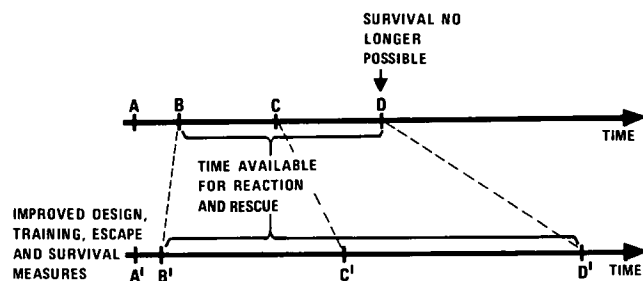 SURVIVAL NO
LONGER
POSSIBLE
A B C D
TIME
TIME AVAILABLE
FOR REACTION
AND RESCUE
IMPROVED DESIGN,
TRAINING, ESCAPE
AND SURVIVAL
MEASURES
A' B' C' D'
TIME